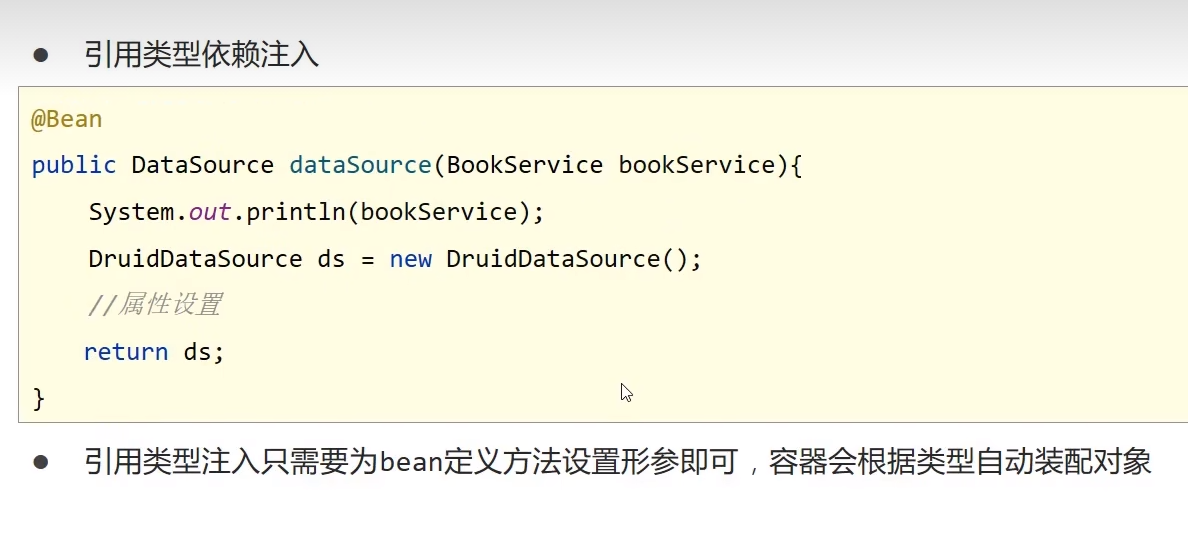 ● 引用类型依赖注入
@Bean
public DataSource dataSource(BookService bookService){
    System.out.println(bookService);
    DruidDataSource ds = new DruidDataSource();
    //属性设置
    return ds;
}
● 引用类型注入只需要为bean定义方法设置形参即可，容器会根据类型自动装配对象